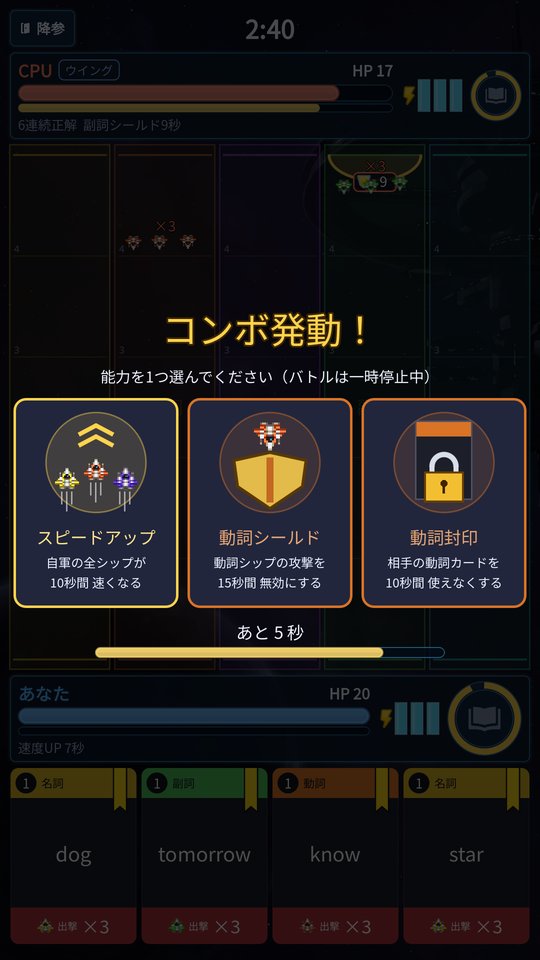 降参
2:40
CPU ウイング HP 17
6連続正解 副詞シールド9秒
×3
9
×3
4 4 4 4 4
3 3 3 3 3
コンボ発動！
能力を1つ選んでください（バトルは一時停止中）
スピードアップ
自軍の全シップが
10秒間 速くなる
動詞シールド
動詞シップの攻撃を
15秒間 無効にする
動詞封印
相手の動詞カードを
10秒間 使えなくする
あと 5 秒
あなた HP 20
速度UP 7秒
1 名詞 1 副詞 1 動詞 1 名詞
dog tomorrow know star
出撃 ×3 出撃 ×3 出撃 ×3 出撃 ×3